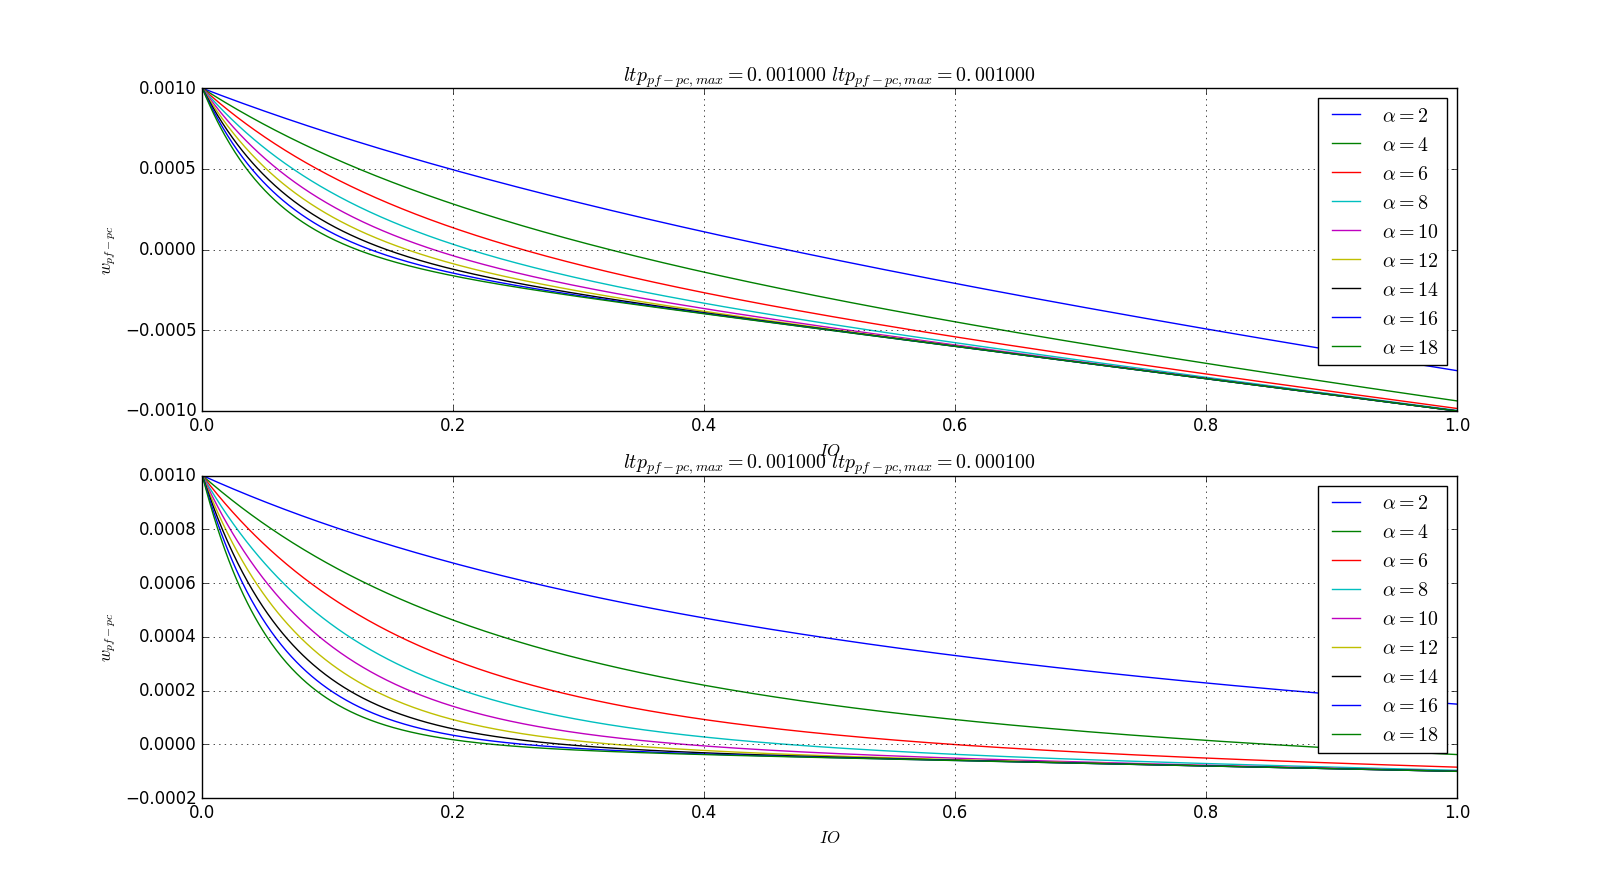 ltp_{pf-pc,max} = 0.001000 ltp_{pf-pc,max} = 0.001000
0.0010
0.0005
0.0000
−0.0005
−0.0010
w_{pf-pc}
0.0 0.2 0.4 0.6 0.8 1.0
IO
α = 2
α = 4
α = 6
α = 8
α = 10
α = 12
α = 14
α = 16
α = 18
ltp_{pf-pc,max} = 0.001000 ltp_{pf-pc,max} = 0.000100
0.0010
0.0008
0.0006
0.0004
0.0002
0.0000
−0.0002
w_{pf-pc}
0.0 0.2 0.4 0.6 0.8 1.0
IO
α = 2
α = 4
α = 6
α = 8
α = 10
α = 12
α = 14
α = 16
α = 18